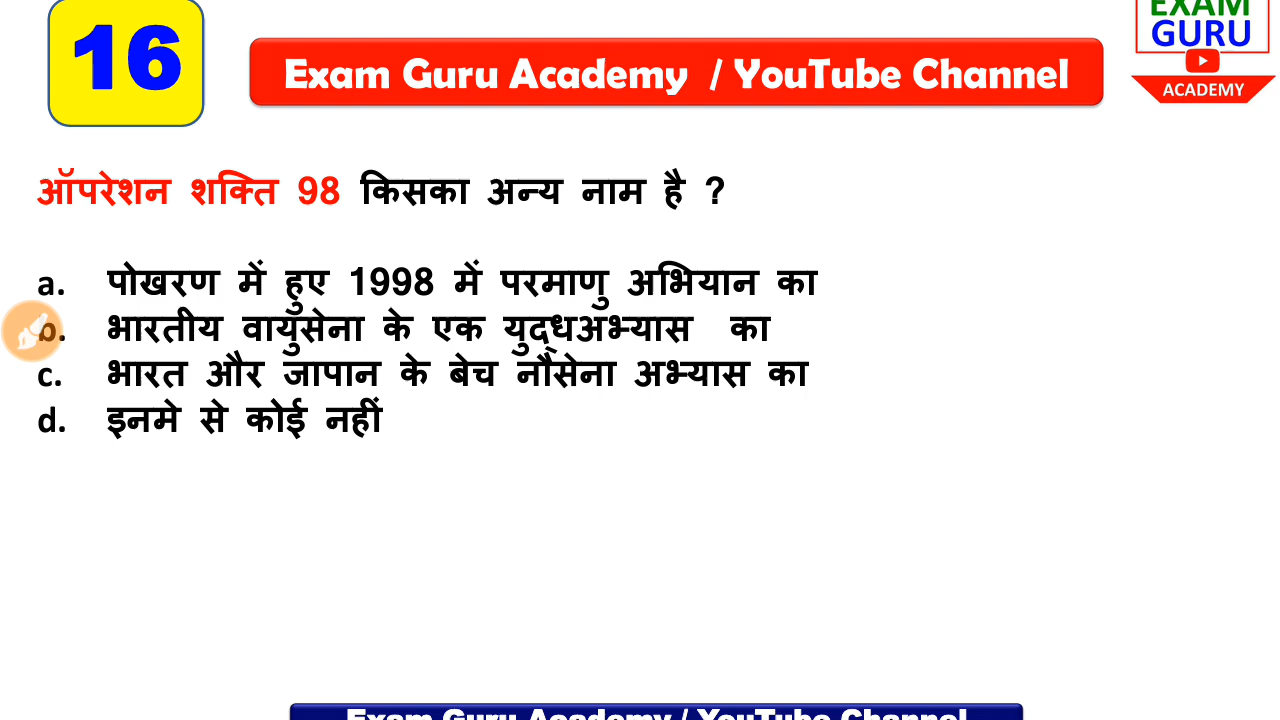 16
Exam Guru Academy / YouTube Channel
EXAM
GURU
ACADEMY
ऑपरेशन शक्ति 98 किसका अन्य नाम है ?
a. पोखरण में हुए 1998 में परमाणु अभियान का
b. भारतीय वायुसेना के एक युद्धअभ्यास का
c. भारत और जापान के बेच नौसेना अभ्यास का
d. इनमे से कोई नहीं
Exam Guru Academy / YouTube Channel